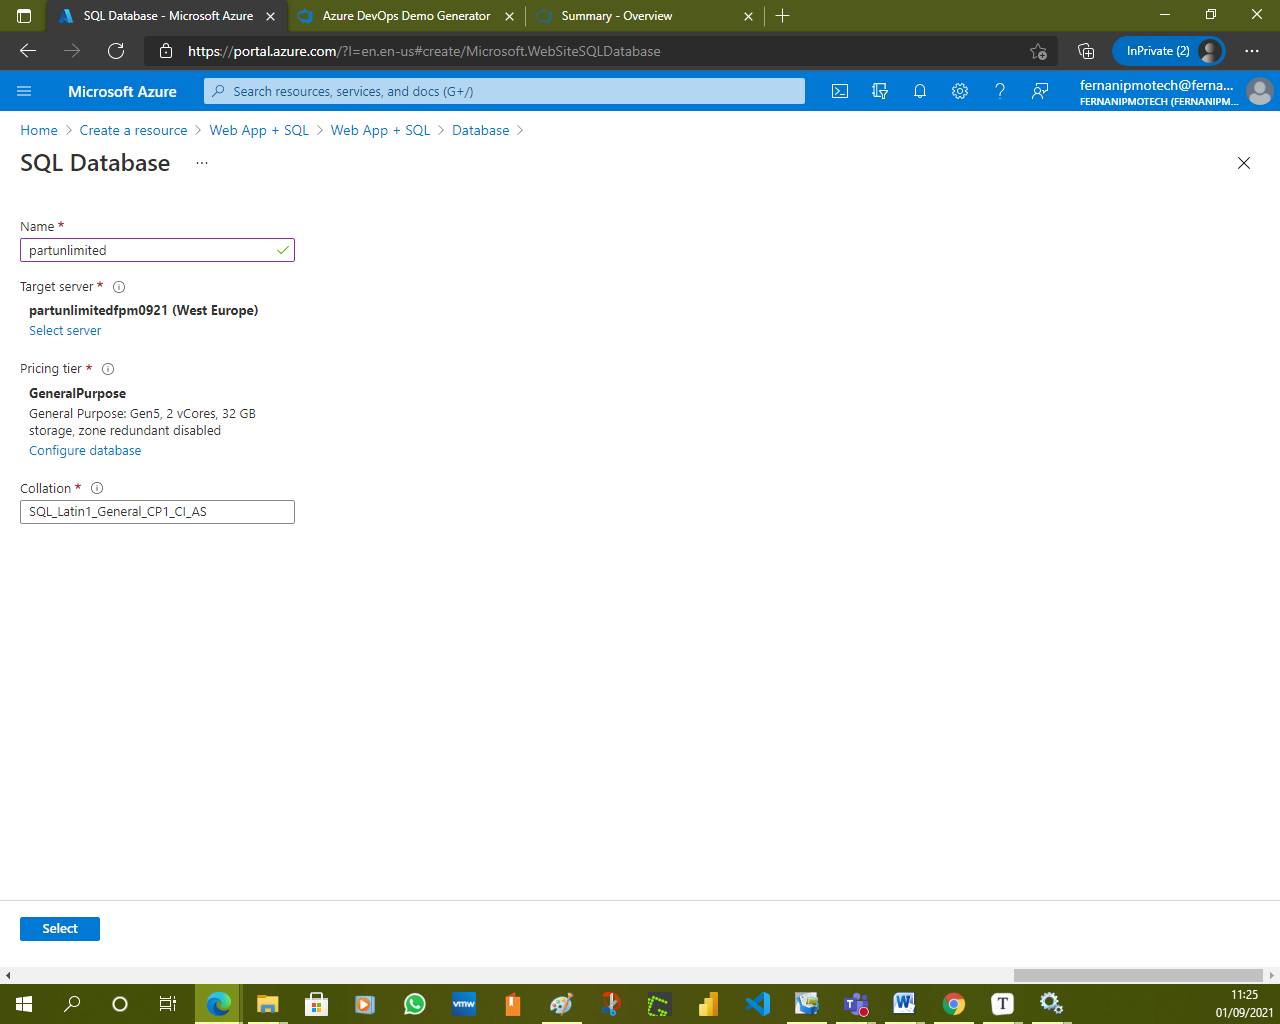 SQL Database - Microsoft Azure
Azure DevOps Demo Generator
Summary - Overview
https://portal.azure.com/?l=en.en-us#create/Microsoft.WebSiteSQLDatabase
InPrivate (2)
Microsoft Azure
Search resources, services, and docs (G+/)
fernanipmotech@ferna...
FERNANIPMOTECH (FERNANIPM...
Home > Create a resource > Web App + SQL > Web App + SQL > Database >
SQL Database ...
Name *
partunlimited
Target server *
partunlimitedfpm0921 (West Europe)
Select server
Pricing tier *
GeneralPurpose
General Purpose: Gen5, 2 vCores, 32 GB
storage, zone redundant disabled
Configure database
Collation *
SQL_Latin1_General_CP1_CI_AS
Select
vmw
T
11:25
01/09/2021